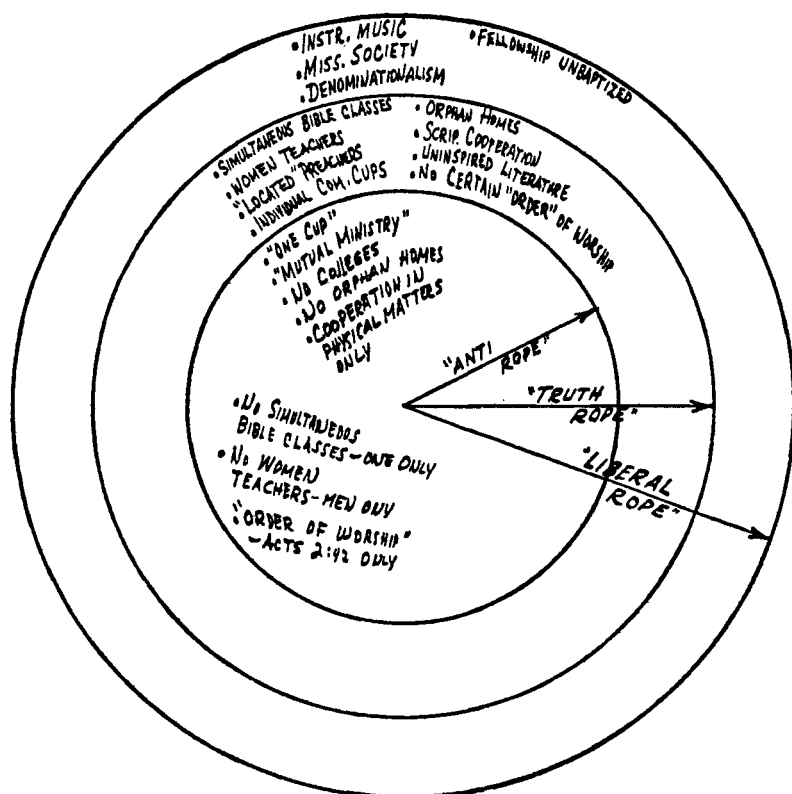 • INSTR. MUSIC
• MISS. SOCIETY
• DENOMINATIONALISM
• FELLOWSHIP UNBAPTIZED
• SIMULTANEOUS BIBLE CLASSES
• WOMEN TEACHERS
• "LOCATED" PREACHERS
• INDIVIDUAL COM. CUPS
• ORPHAN HOMES
• SCRIP. COOPERATION
• UNINSPIRED LITERATURE
• NO CERTAIN "ORDER" OF WORSHIP
• "ONE CUP"
• "MUTUAL MINISTRY"
• NO COLLEGES
• NO ORPHAN HOMES
• COOPERATION IN
PHYSICAL MATTERS
ONLY
"ANTI
ROPE"
"TRUTH
ROPE"
"LIBERAL
ROPE"
• NO SIMULTANEOUS
BIBLE CLASSES - ONE ONLY
• NO WOMEN
TEACHERS - MEN ONLY
• "ORDER OF WORSHIP"
- ACTS 2:42 ONLY